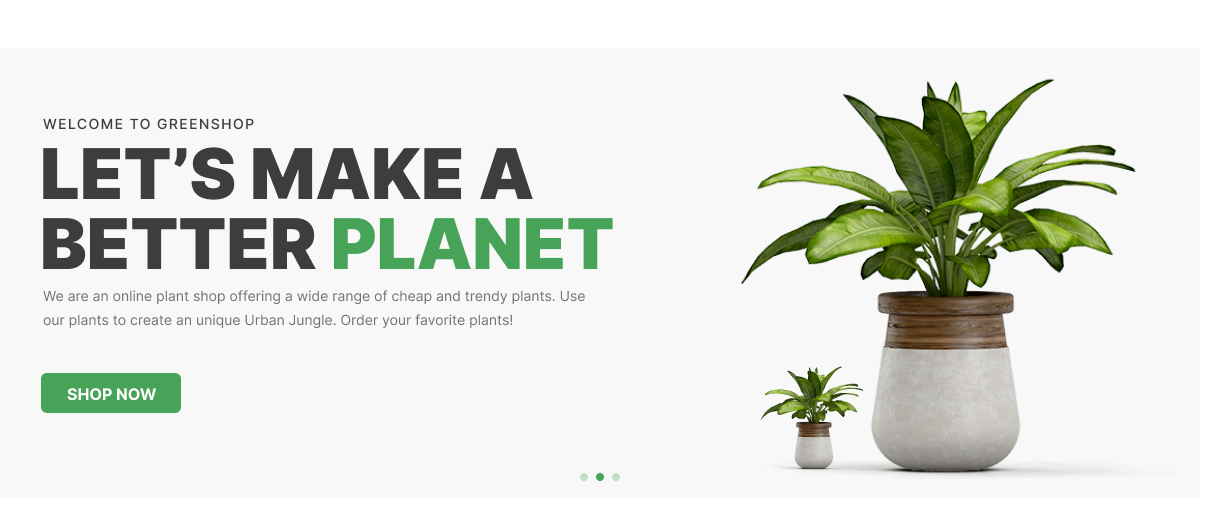 WELCOME TO GREENSHOP
LET’S MAKE A
BETTER PLANET
We are an online plant shop offering a wide range of cheap and trendy plants. Use
our plants to create an unique Urban Jungle. Order your favorite plants!
SHOP NOW